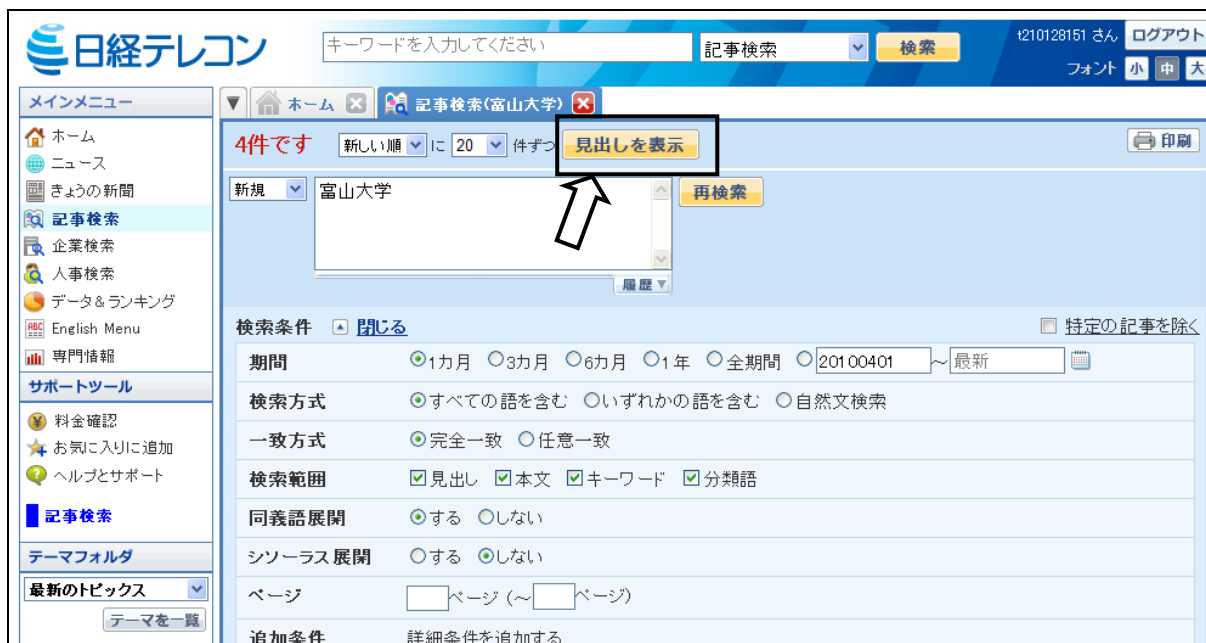 日経テレコン
キーワードを入力してください 記事検索 検索
t210128151 さん ログアウト
フォント 小 中 大
メインメニュー
ホーム
ニュース
きょうの新聞
記事検索
企業検索
人事検索
データ&ランキング
English Menu
専門情報
サポートツール
料金確認
お気に入りに追加
ヘルプとサポート
記事検索
テーマフォルダ
最新のトピックス
テーマを一覧
ホーム 記事検索(富山大学)
4件です 新しい順 に 20 件ずつ 見出しを表示 印刷
新規 富山大学 再検索
履歴
検索条件 閉じる 特定の記事を除く
期間 1カ月 3カ月 6カ月 1年 全期間 20100401 ～ 最新
検索方式 すべての語を含む いずれかの語を含む 自然文検索
一致方式 完全一致 任意一致
検索範囲 見出し 本文 キーワード 分類語
同義語展開 する しない
シソーラス展開 する しない
ページ ページ (～ ページ)
追加条件 詳細条件を追加する